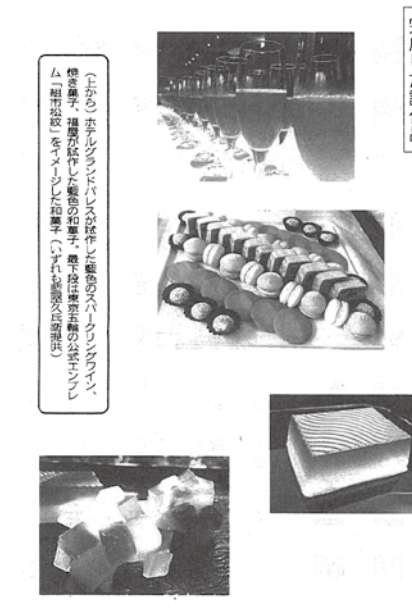 （上から）ホテルグランドパレスが試作した藍色のスパークリングワイン、
焼き菓子、福屋が試作した藍色の和菓子。最下段は東京五輪の公式エンブレ
ム「組市松紋」をイメージした和菓子（いずれも